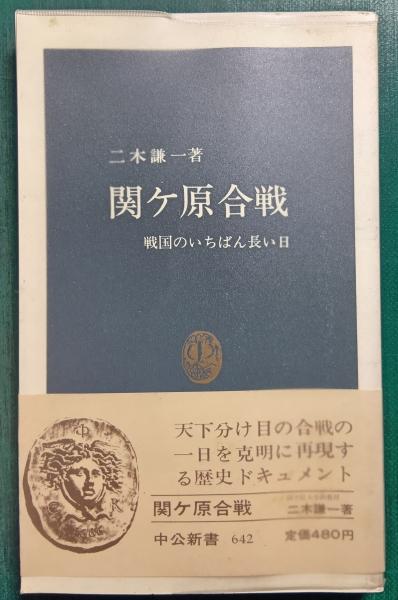 二木謙一著
関ケ原合戦
戦国のいちばん長い日
天下分け目の合戦の
一日を克明に再現す
る歴史ドキュメント
関ケ原合戦
二木謙一著
中公新書 642
定価480円